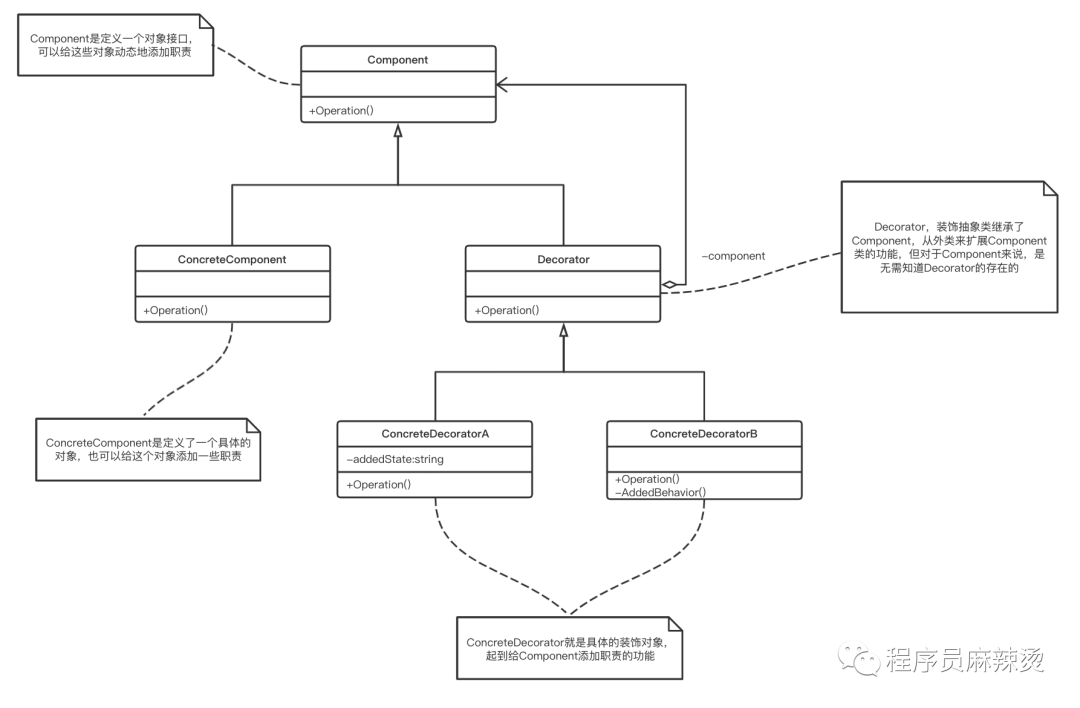 Component是定义一个对象接口，
可以给这些对象动态地添加职责
Component
+Operation()
Decorator，装饰抽象类继承了
Component，从外类来扩展Component
类的功能，但对于Component来说，是
无需知道Decorator的存在的
ConcreteComponent
+Operation()
Decorator
+Operation()
-component
ConcreteComponent是定义了一个具体的
对象，也可以给这个对象添加一些职责
ConcreteDecoratorA
-addedState:string
+Operation()
ConcreteDecoratorB
+Operation()
-AddedBehavior()
ConcreteDecorator就是具体的装饰对象，
起到给Component添加职责的功能
程序员麻辣烫